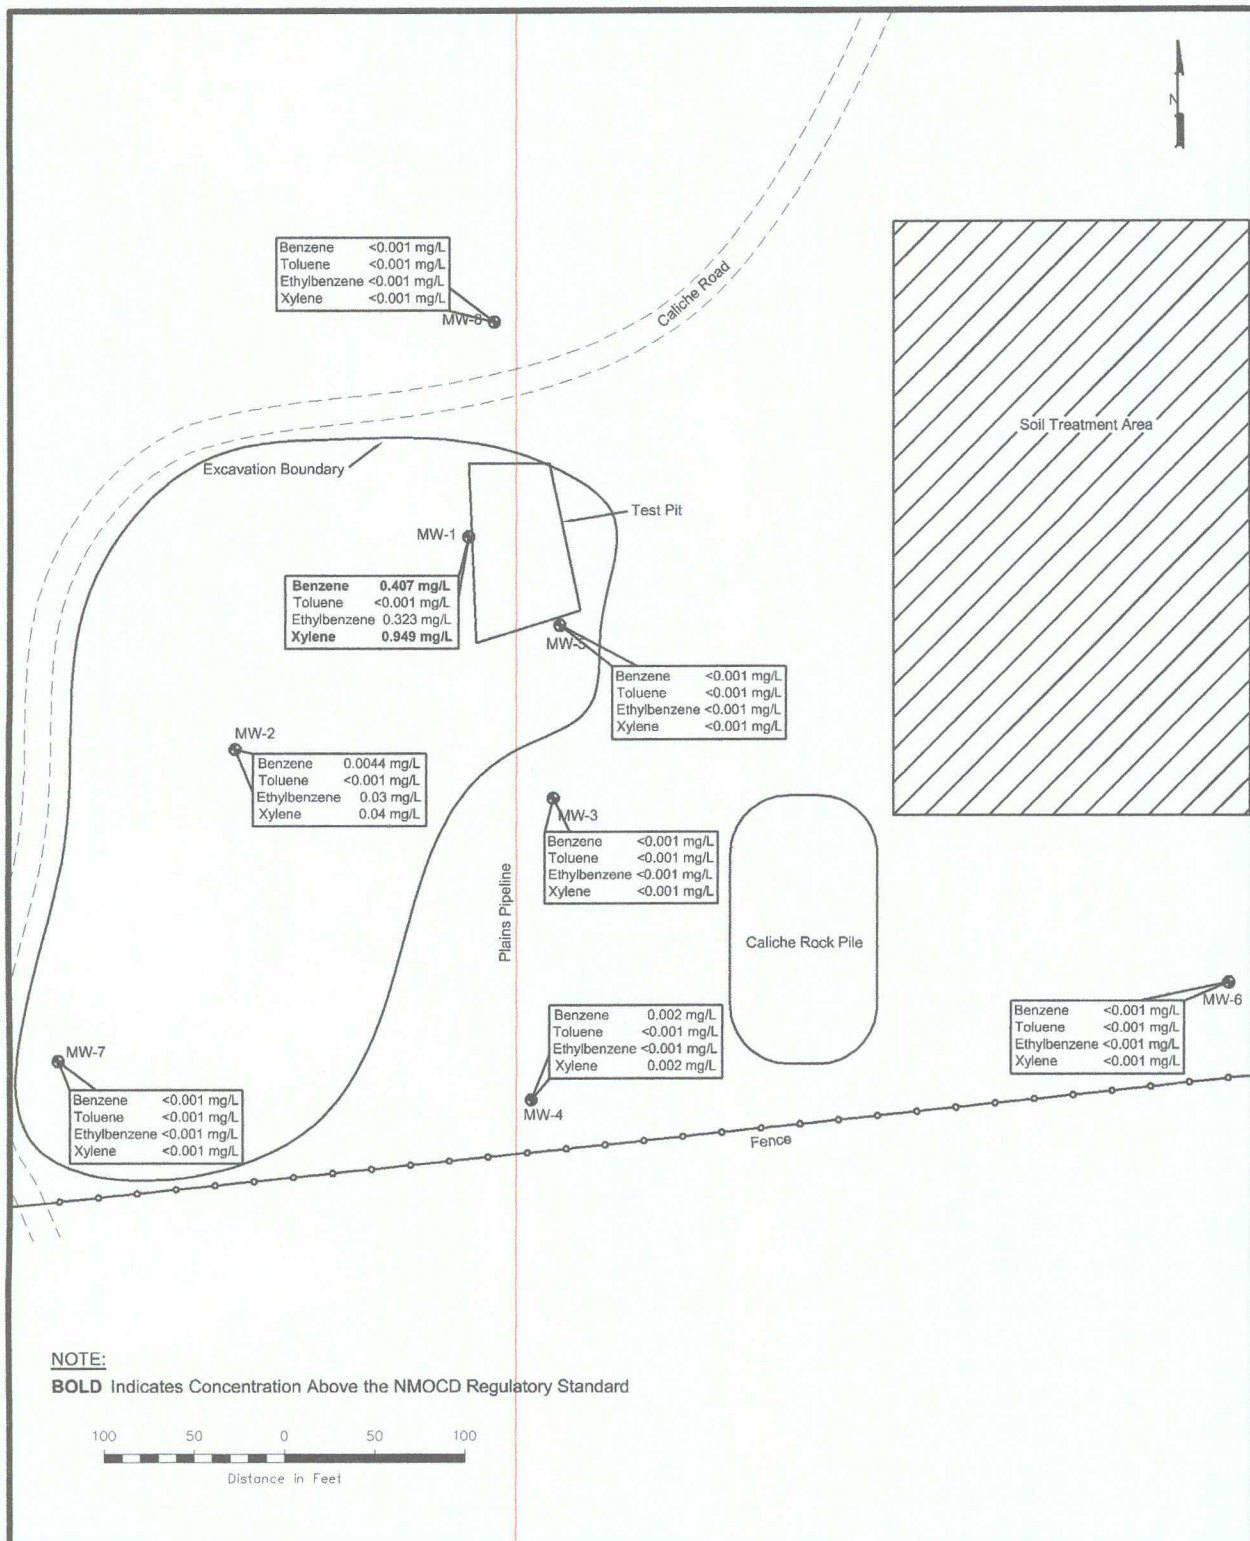 N
Benzene <0.001 mg/L
Toluene <0.001 mg/L
Ethylbenzene <0.001 mg/L
Xylene <0.001 mg/L
MW-8
Caliche Road
Soil Treatment Area
Excavation Boundary
Test Pit
MW-1
Benzene 0.407 mg/L
Toluene <0.001 mg/L
Ethylbenzene 0.323 mg/L
Xylene 0.949 mg/L
MW-5
Benzene <0.001 mg/L
Toluene <0.001 mg/L
Ethylbenzene <0.001 mg/L
Xylene <0.001 mg/L
MW-2
Benzene 0.0044 mg/L
Toluene <0.001 mg/L
Ethylbenzene 0.03 mg/L
Xylene 0.04 mg/L
MW-3
Benzene <0.001 mg/L
Toluene <0.001 mg/L
Ethylbenzene <0.001 mg/L
Xylene <0.001 mg/L
Plains Pipeline
Caliche Rock Pile
MW-6
Benzene <0.001 mg/L
Toluene <0.001 mg/L
Ethylbenzene <0.001 mg/L
Xylene <0.001 mg/L
Benzene 0.002 mg/L
Toluene <0.001 mg/L
Ethylbenzene <0.001 mg/L
Xylene 0.002 mg/L
MW-4
MW-7
Benzene <0.001 mg/L
Toluene <0.001 mg/L
Ethylbenzene <0.001 mg/L
Xylene <0.001 mg/L
Fence
NOTE:
BOLD Indicates Concentration Above the NMOCD Regulatory Standard
100 50 0 50 100
Distance in Feet